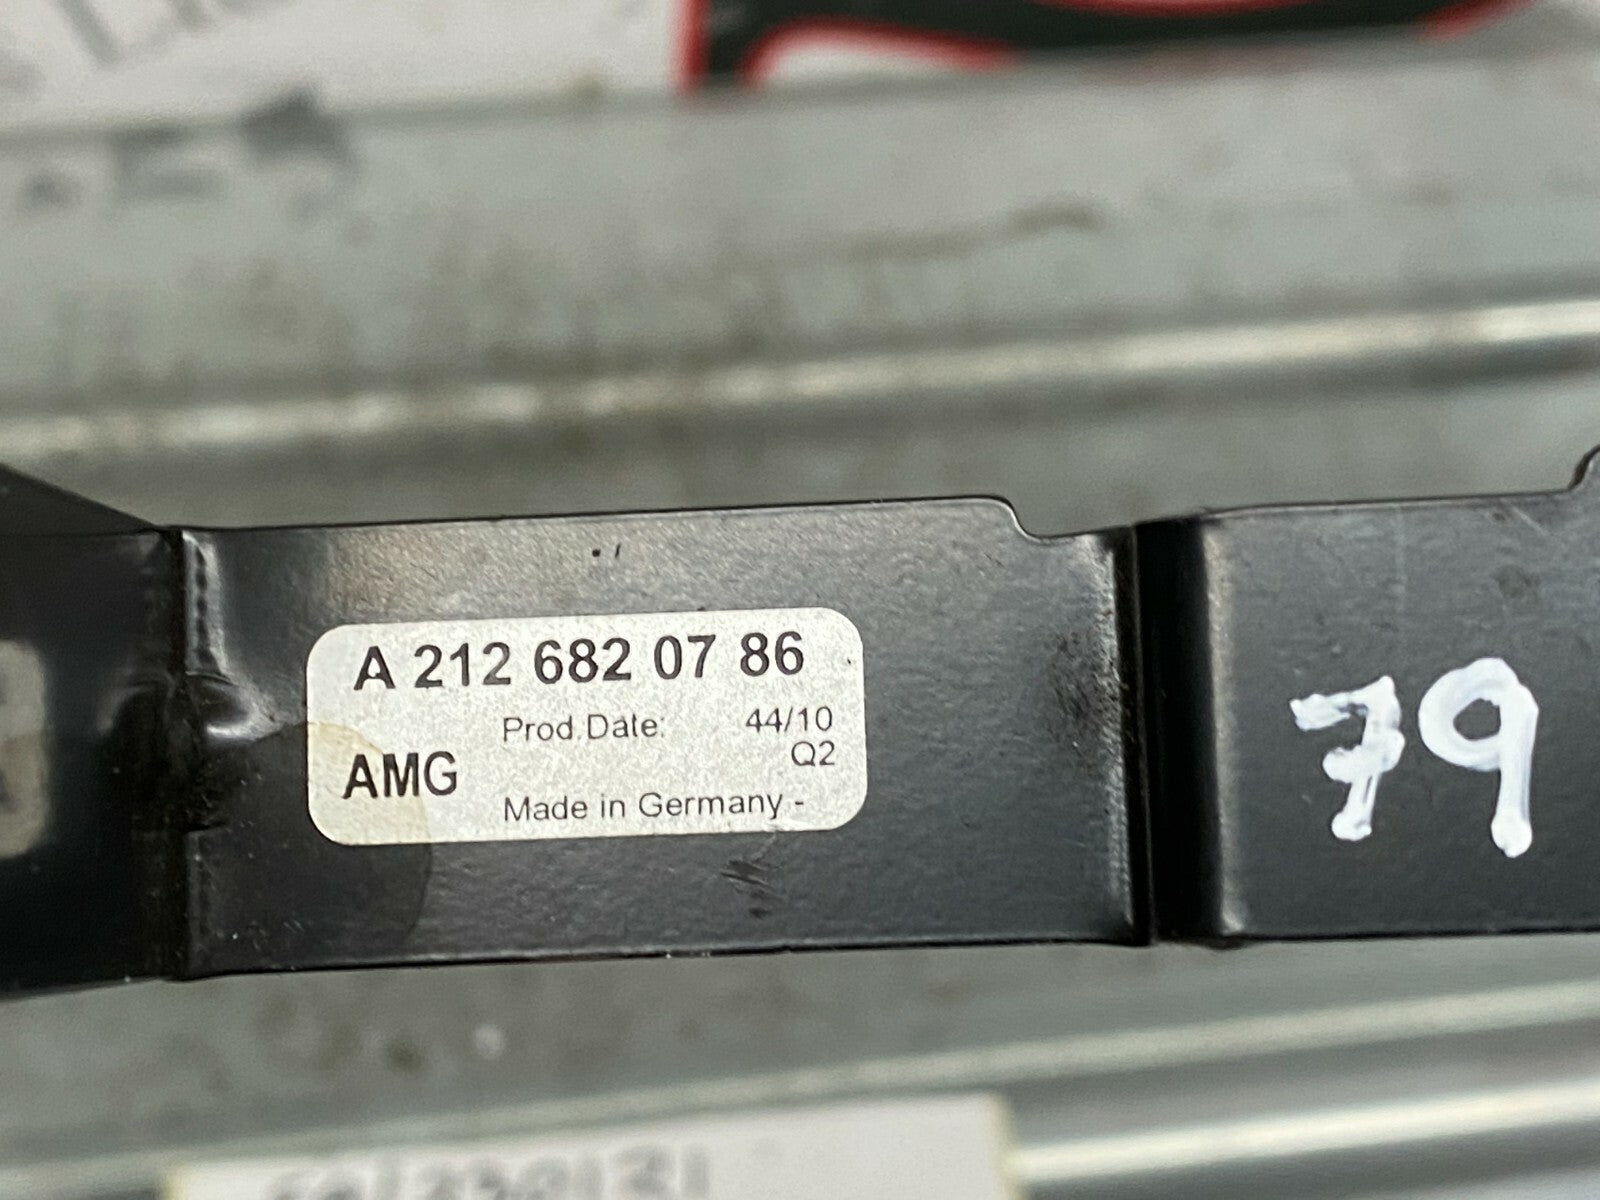 A 212 682 07 86
Prod.Date: 44/10
Q2
AMG
Made in Germany -
79